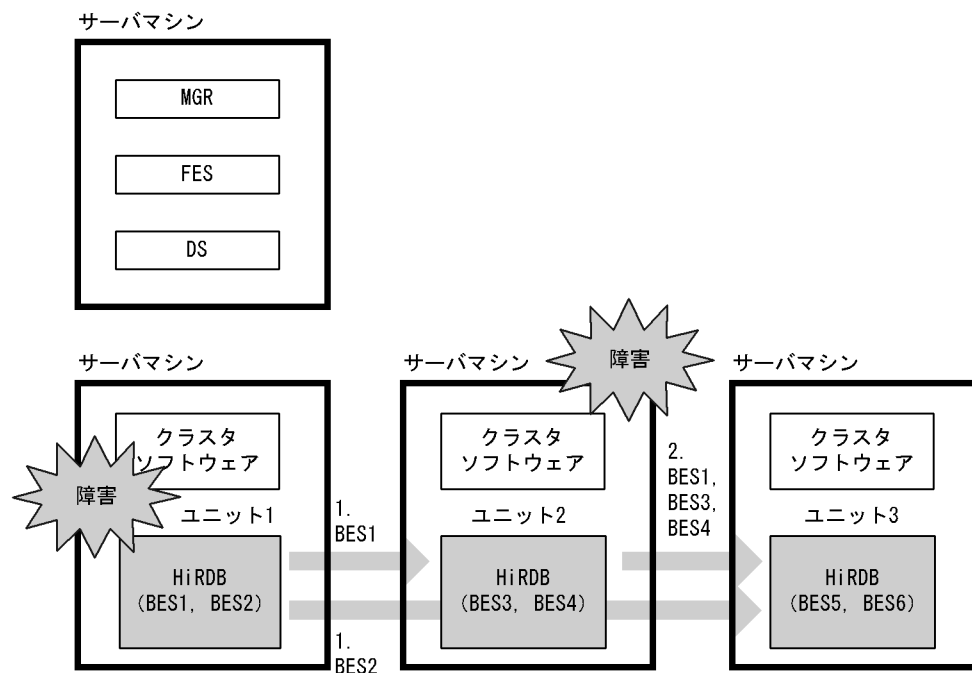 サーバマシン
MGR
FES
DS
サーバマシン
クラスタ
ソフトウェア
障害
ユニット1
HiRDB
(BES1, BES2)
1.
BES1
1.
BES2
サーバマシン
障害
クラスタ
ソフトウェア
ユニット2
HiRDB
(BES3, BES4)
2.
BES1,
BES3,
BES4
サーバマシン
クラスタ
ソフトウェア
ユニット3
HiRDB
(BES5, BES6)